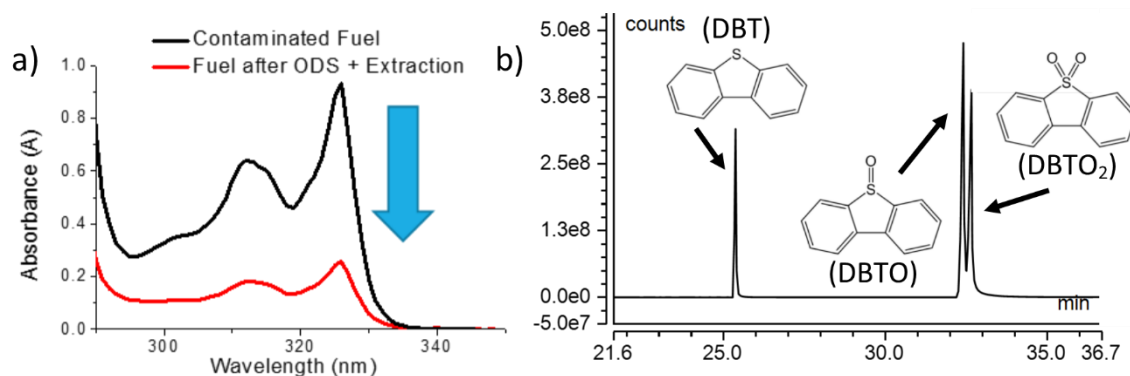 a)
Contaminated Fuel
Fuel after ODS + Extraction
1.0
0.8
0.6
0.4
0.2
0.0
Absorbance (A)
300
320
340
Wavelength (nm)
b)
counts
5.0e8
3.8e8
2.5e8
1.3e8
0.0e0
-5.0e7
21.6
25.0
30.0
35.0
36.7
min
(DBT)
S
(DBTO)
O
S
(DBTO₂)
O O
S